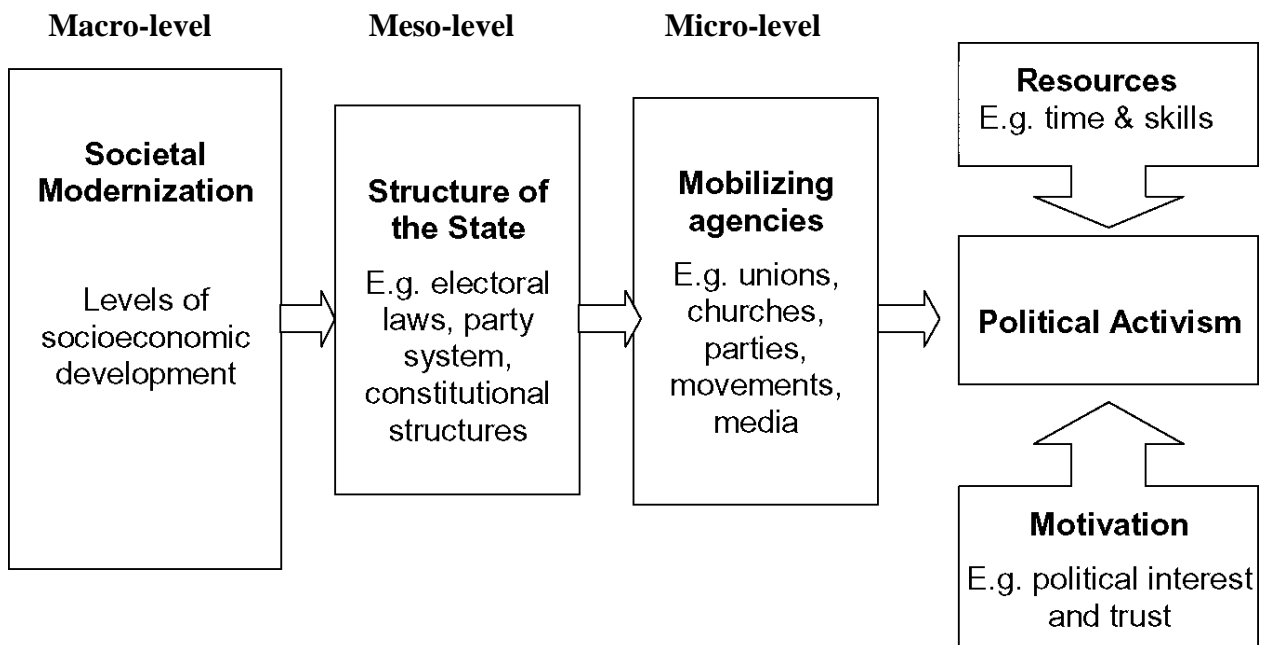 Macro-level
Meso-level
Micro-level
Societal
Modernization
Levels of
socioeconomic
development
Structure of
the State
E.g. electoral
laws, party
system,
constitutional
structures
Mobilizing
agencies
E.g. unions,
churches,
parties,
movements,
media
Resources
E.g. time & skills
Political Activism
Motivation
E.g. political interest
and trust